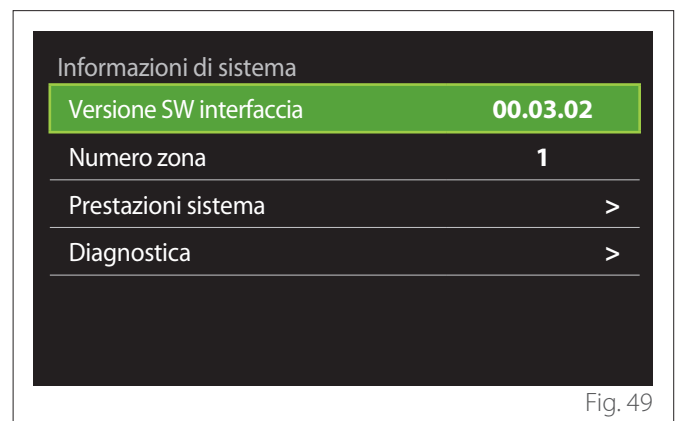 Informazioni di sistema
Versione SW interfaccia 00.03.02
Numero zona 1
Prestazioni sistema >
Diagnostica >
Fig. 49